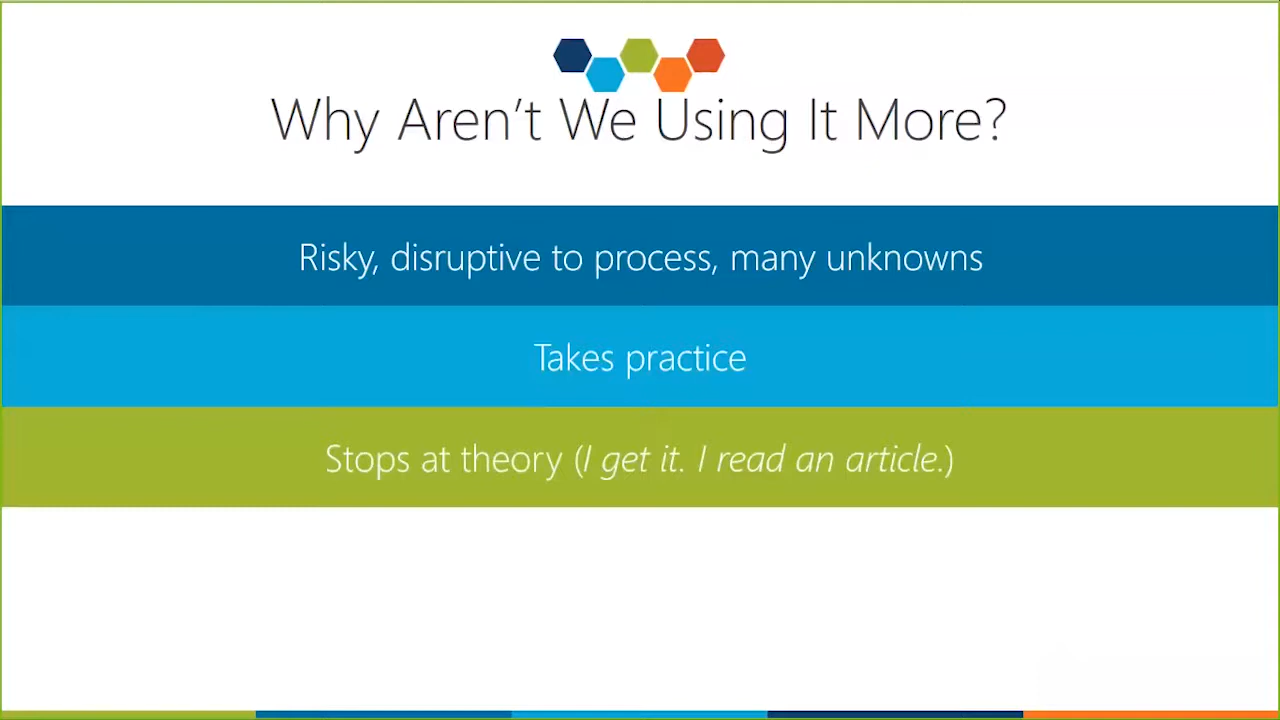 Why Aren’t We Using It More?
Risky, disruptive to process, many unknowns
Takes practice
Stops at theory (I get it. I read an article.)